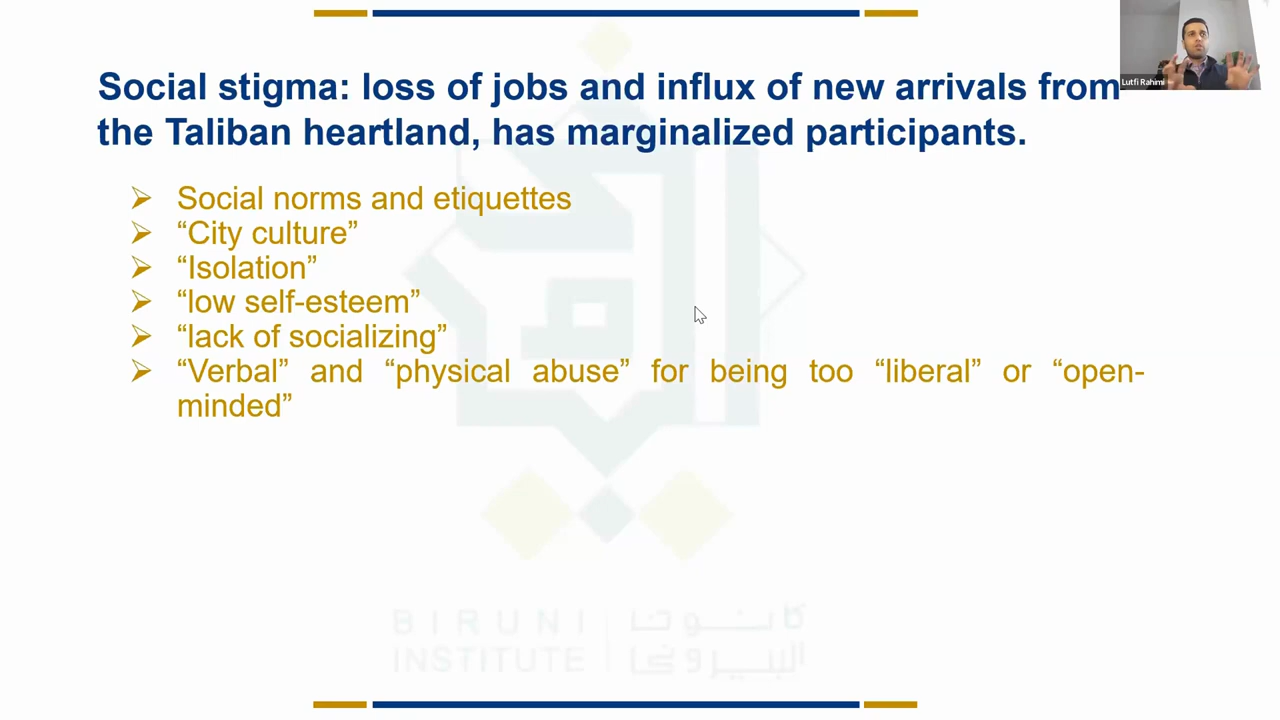 Social stigma: loss of jobs and influx of new arrivals from
the Taliban heartland, has marginalized participants.
Lutfi Rahimi
➢ Social norms and etiquettes
➢ “City culture”
➢ “Isolation”
➢ “low self-esteem”
➢ “lack of socializing”
➢ “Verbal” and “physical abuse” for being too “liberal” or “open-
minded”
BIRUNI
INSTITUTE
كانون
البيروني